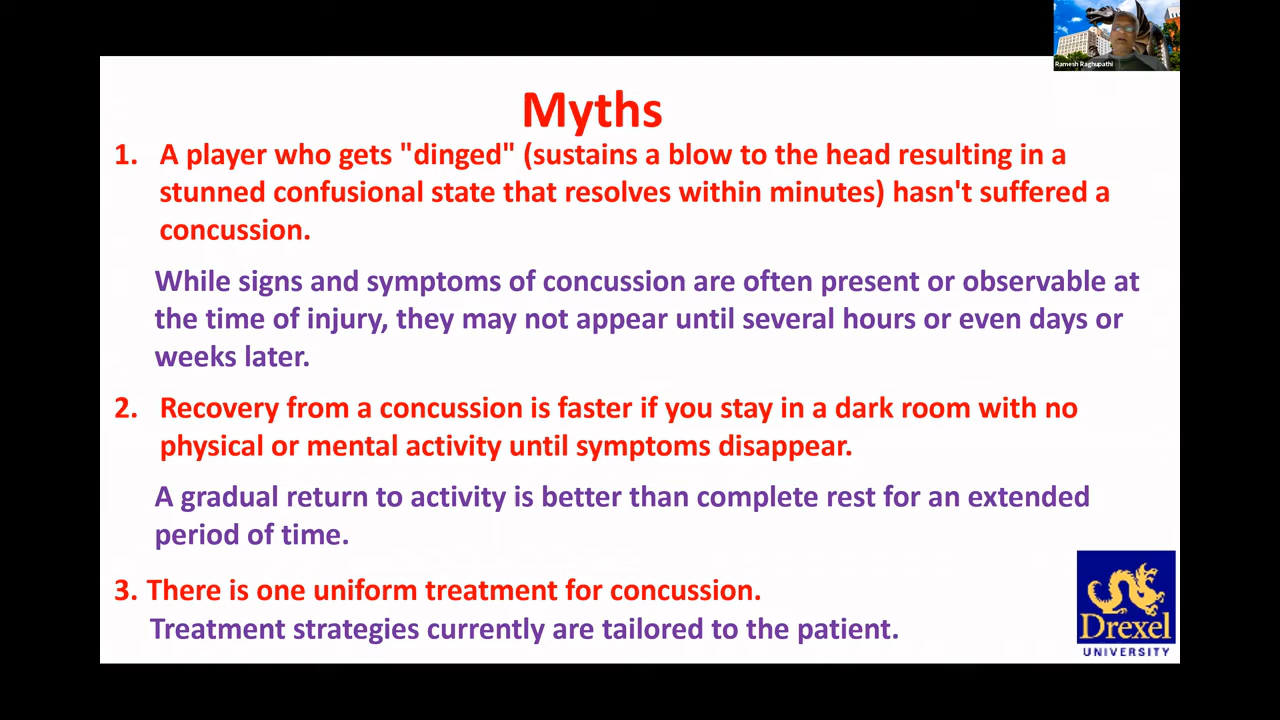 Ramesh Raghupathi
Myths
1. A player who gets "dinged" (sustains a blow to the head resulting in a
stunned confusional state that resolves within minutes) hasn't suffered a
concussion.
While signs and symptoms of concussion are often present or observable at
the time of injury, they may not appear until several hours or even days or
weeks later.
2. Recovery from a concussion is faster if you stay in a dark room with no
physical or mental activity until symptoms disappear.
A gradual return to activity is better than complete rest for an extended
period of time.
3. There is one uniform treatment for concussion.
Treatment strategies currently are tailored to the patient.
Drexel
UNIVERSITY